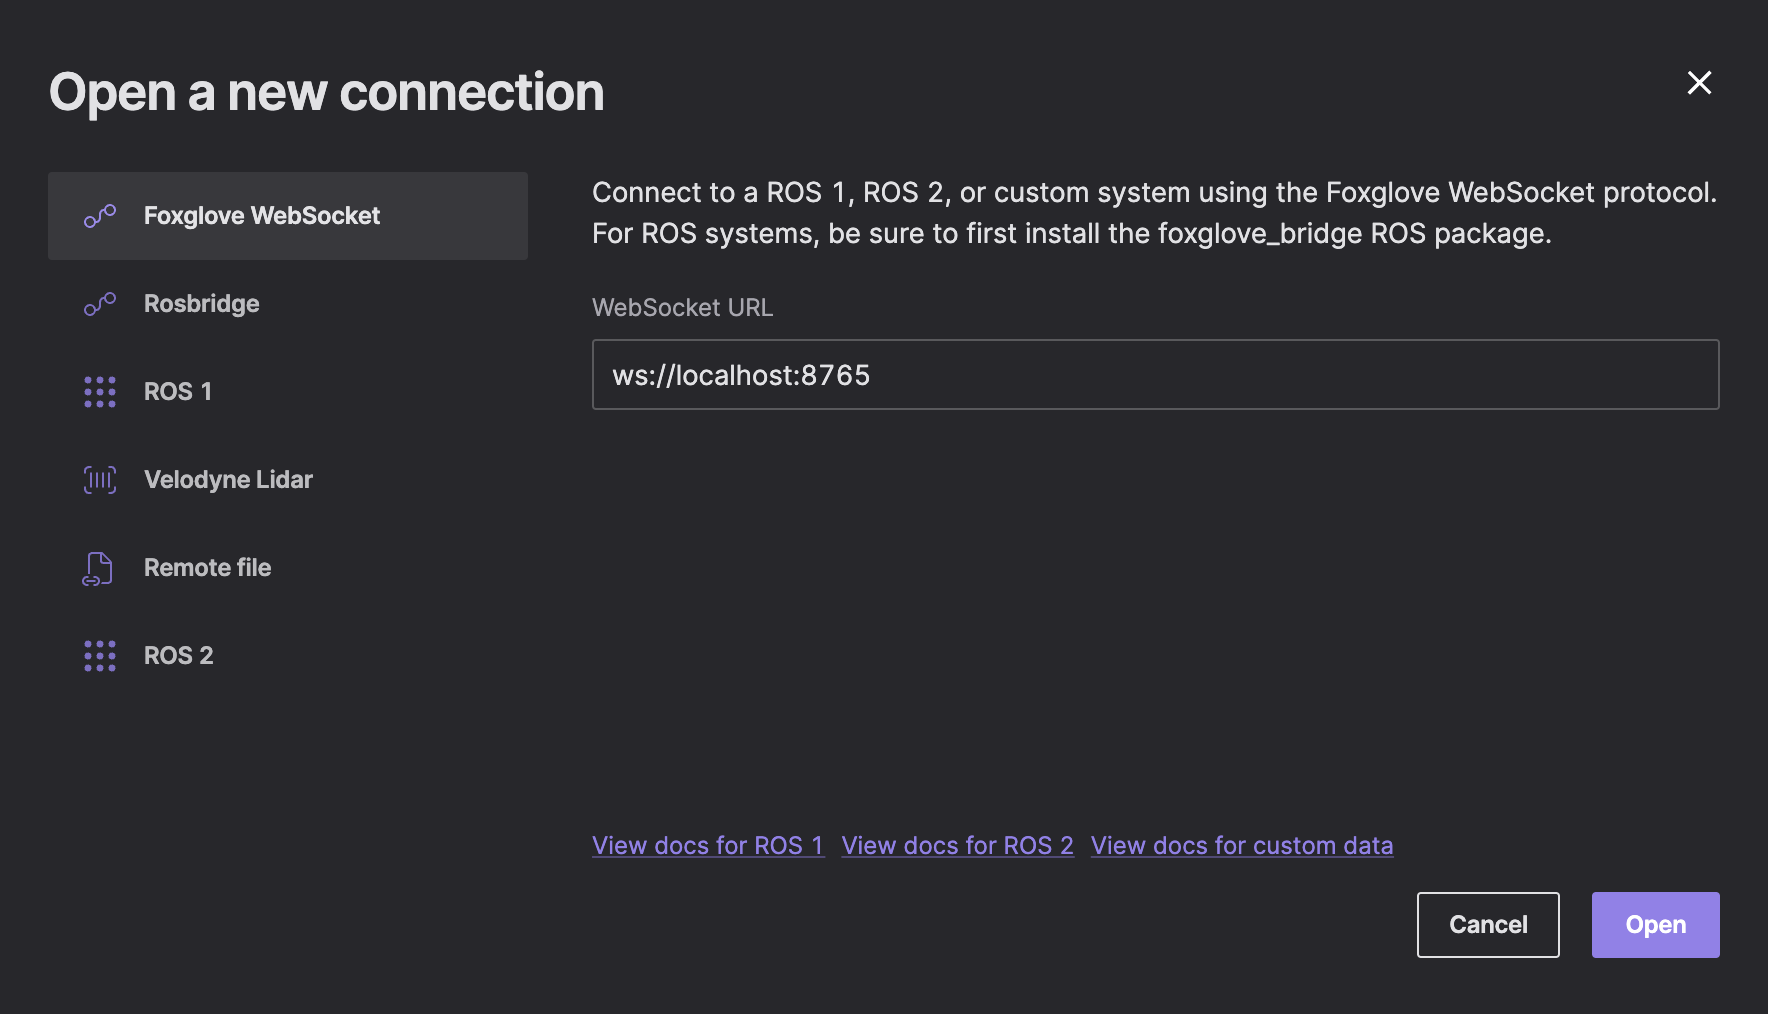 Open a new connection
Foxglove WebSocket
Rosbridge
ROS 1
Velodyne Lidar
Remote file
ROS 2
Connect to a ROS 1, ROS 2, or custom system using the Foxglove WebSocket protocol.
For ROS systems, be sure to first install the foxglove_bridge ROS package.
WebSocket URL
ws://localhost:8765
View docs for ROS 1 View docs for ROS 2 View docs for custom data
Cancel Open